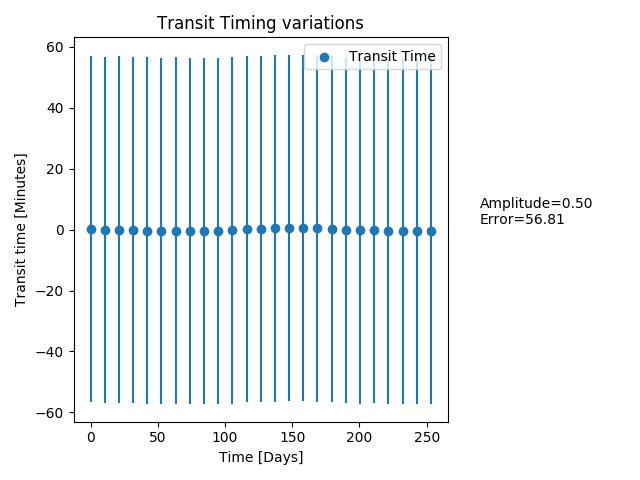 Transit Timing variations
Transit Time
60
40
20
0
−20
−40
−60
Transit time [Minutes]
0
50
100
150
200
250
Time [Days]
Amplitude=0.50
Error=56.81